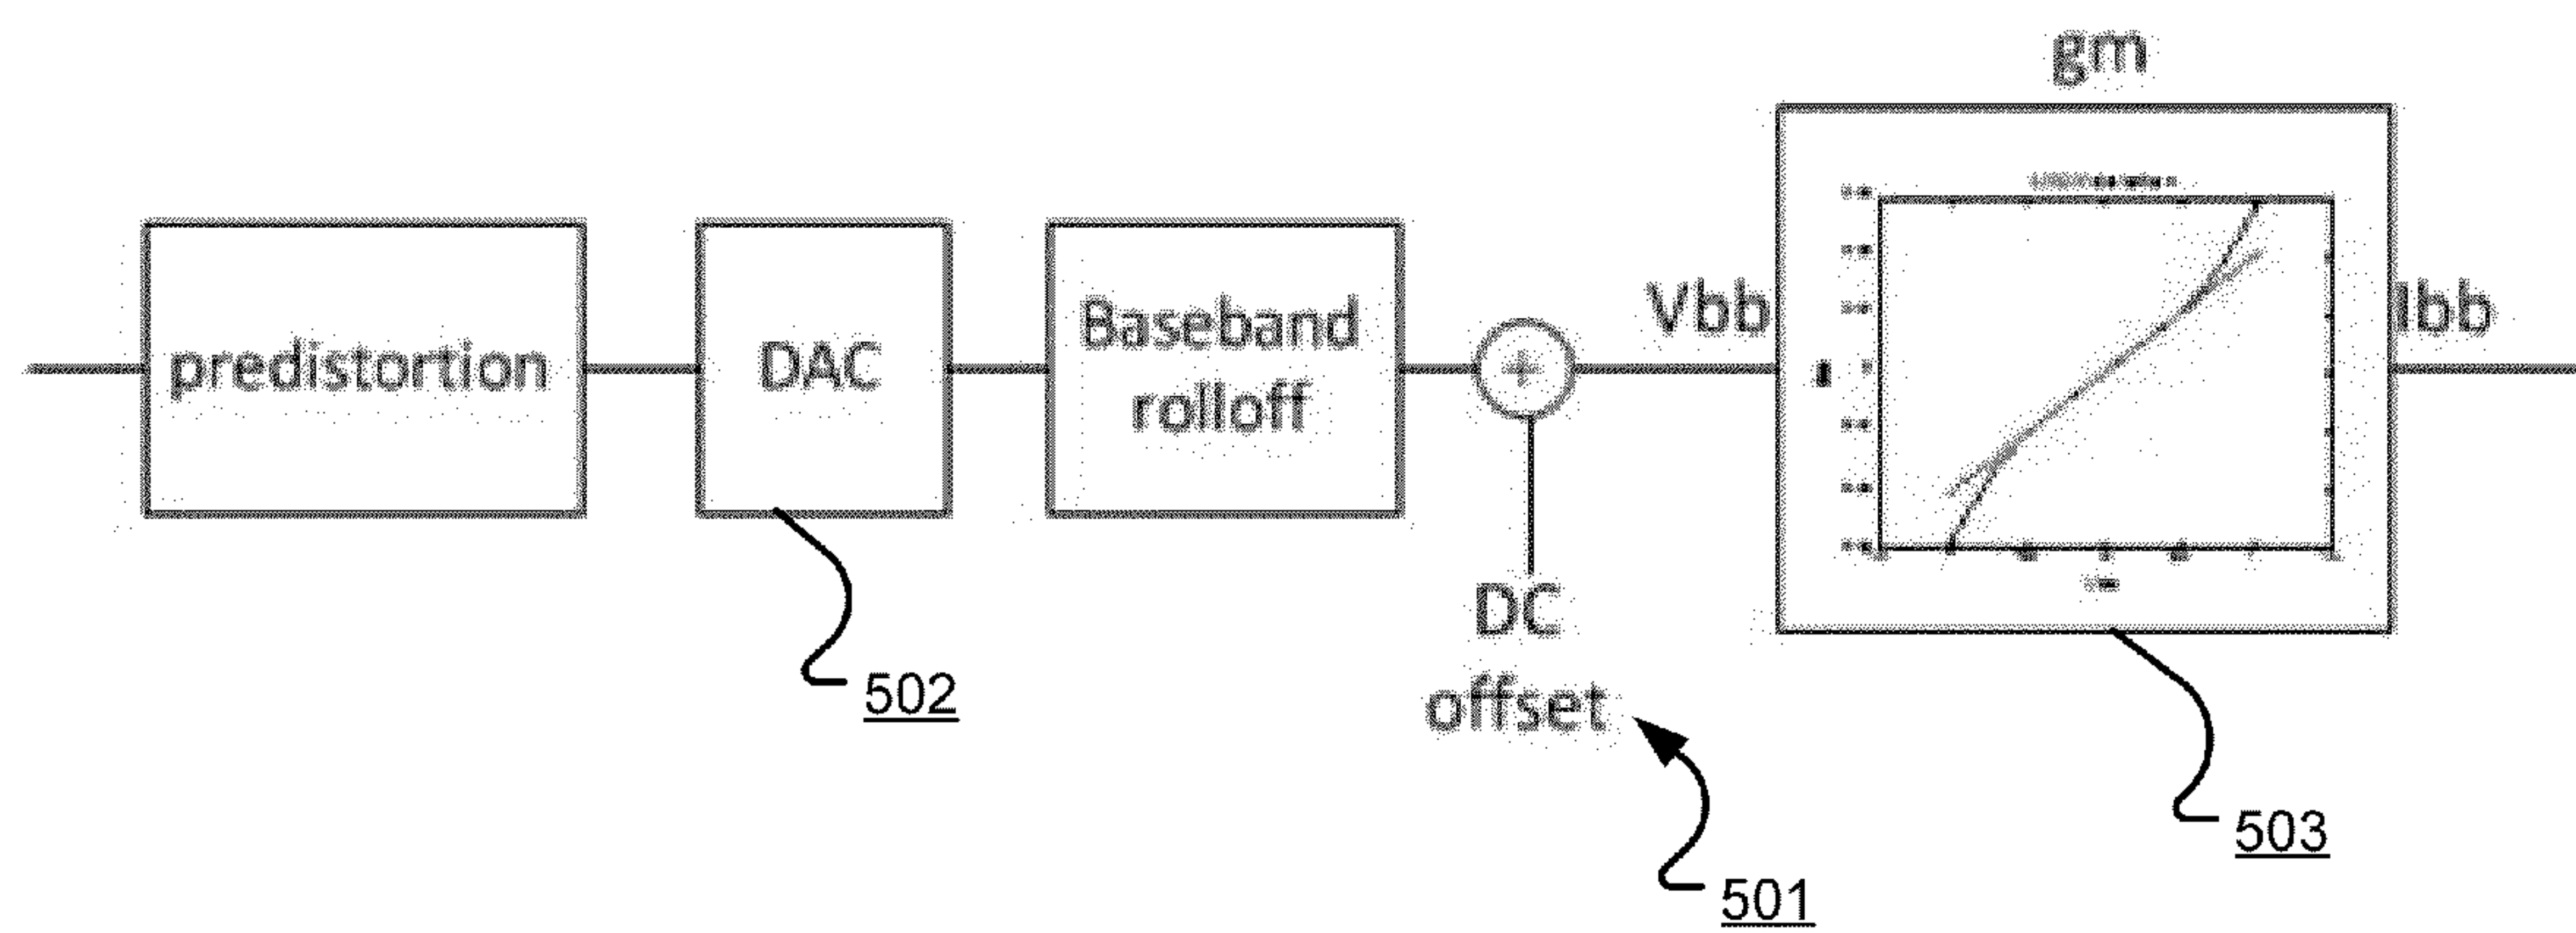 gm
predistortion
DAC
Baseband
rolloff
+
Vbb
Ibb
DC
offset
502
501
503